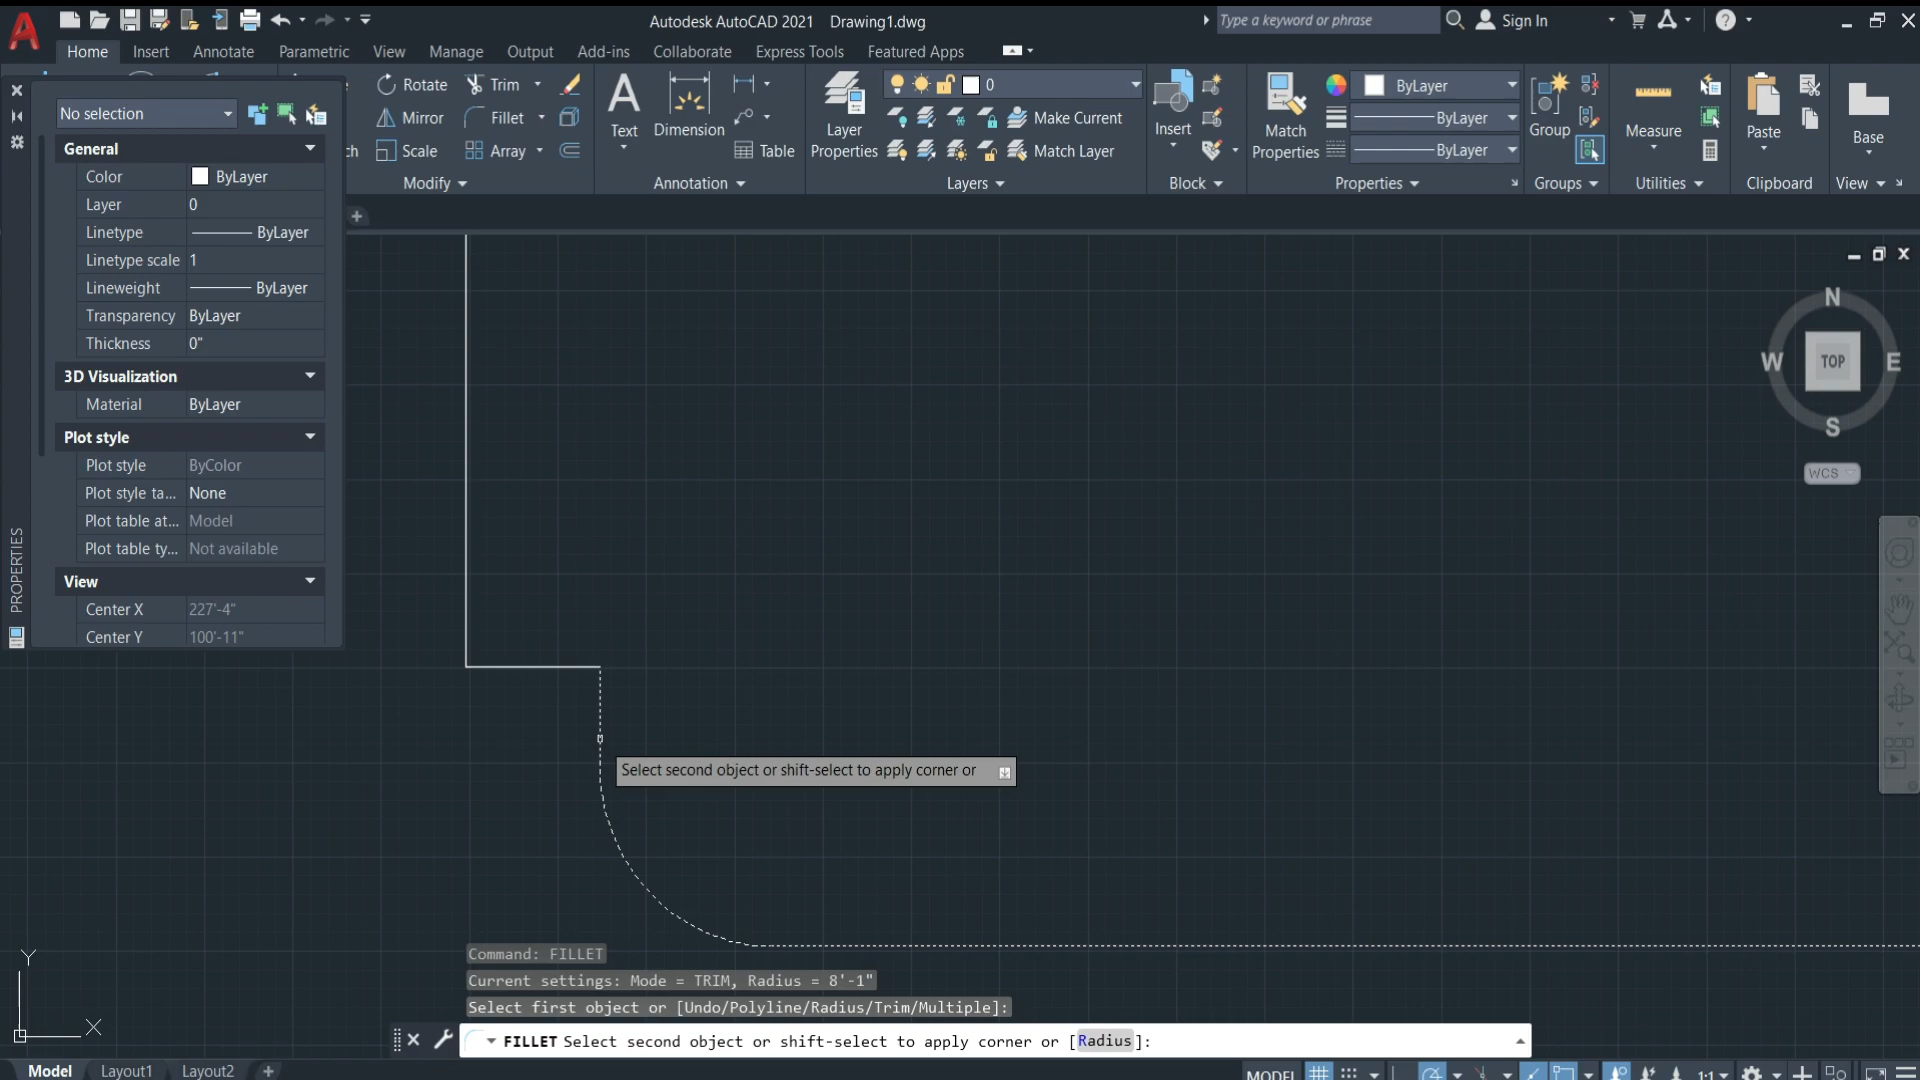 Autodesk AutoCAD 2021 Drawing1.dwg
Type a keyword or phrase
Sign In
Home Insert Annotate Parametric View Manage Output Add-ins Collaborate Express Tools Featured Apps
Rotate Trim
Mirror Fillet
ch Scale Array
Modify
Text Dimension
Table
Annotation
Layer
Properties
0
Make Current
Match Layer
Layers
Insert
Block
Match
Properties
ByLayer
ByLayer
ByLayer
Properties
Group
Groups
Measure
Utilities
Paste
Clipboard
Base
View
No selection
General
Color ByLayer
Layer 0
Linetype ByLayer
Linetype scale 1
Lineweight ByLayer
Transparency ByLayer
Thickness 0"
3D Visualization
Material ByLayer
Plot style
Plot style ByColor
Plot style ta... None
Plot table at... Model
Plot table ty... Not available
View
Center X 227'-4"
Center Y 100'-11"
PROPERTIES
N
W TOP E
S
WCS
Select second object or shift-select to apply corner or
Y
X
Command: FILLET
Current settings: Mode = TRIM, Radius = 8'-1"
Select first object or [Undo/Polyline/Radius/Trim/Multiple]:
FILLET Select second object or shift-select to apply corner or [Radius]:
Model Layout1 Layout2
MODEL 1:1